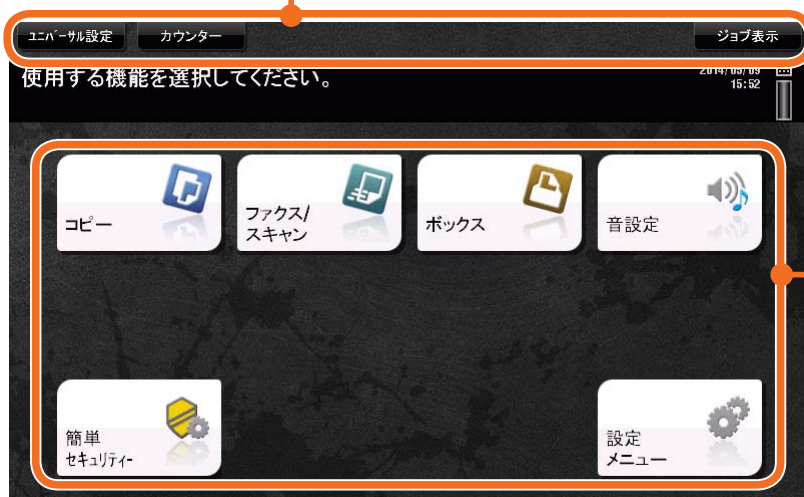 ユニバーサル設定
カウンター
ジョブ表示
使用する機能を選択してください。
15:52
コピー
ファクス/
スキャン
ボックス
音設定
簡単
セキュリティー
設定
メニュー